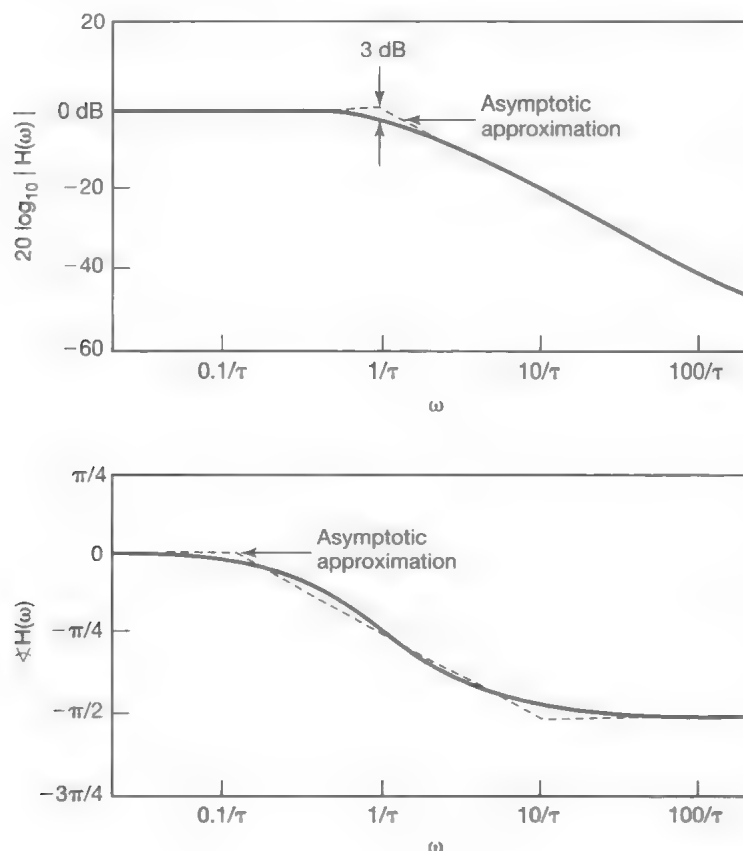 20
3 dB
0 dB
Asymptotic
approximation
20 log10 | H(ω) |
-20
-40
-60
0.1/τ
1/τ
10/τ
100/τ
ω
π/4
0
Asymptotic
approximation
∢H(ω)
-π/4
-π/2
-3π/4
0.1/τ
1/τ
10/τ
100/τ
ω